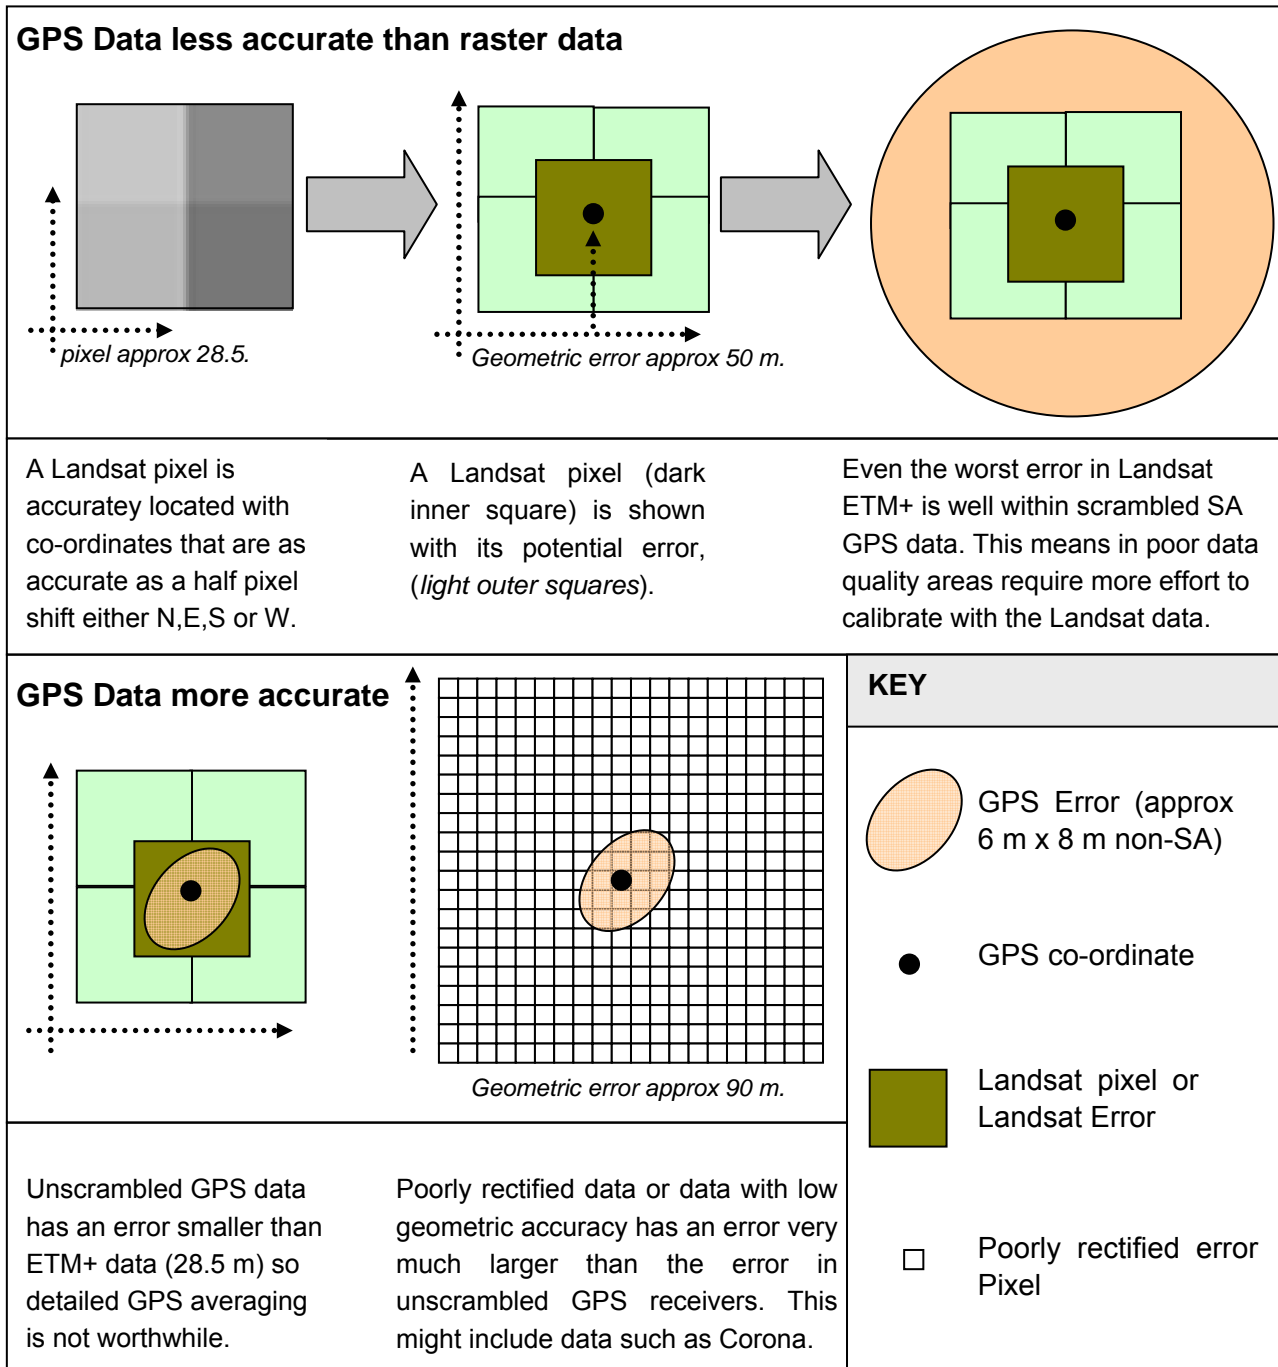 GPS Data less accurate than raster data
pixel approx 28.5.
Geometric error approx 50 m.
A Landsat pixel is
accuratey located with
co-ordinates that are as
accurate as a half pixel
shift either N,E,S or W.
A Landsat pixel (dark
inner square) is shown
with its potential error,
(light outer squares).
Even the worst error in Landsat
ETM+ is well within scrambled SA
GPS data. This means in poor data
quality areas require more effort to
calibrate with the Landsat data.
GPS Data more accurate
Geometric error approx 90 m.
Unscrambled GPS data
has an error smaller than
ETM+ data (28.5 m) so
detailed GPS averaging
is not worthwhile.
Poorly rectified data or data with low
geometric accuracy has an error very
much larger than the error in
unscrambled GPS receivers. This
might include data such as Corona.
KEY
GPS Error (approx
6 m x 8 m non-SA)
GPS co-ordinate
Landsat pixel or
Landsat Error
Poorly rectified error
Pixel